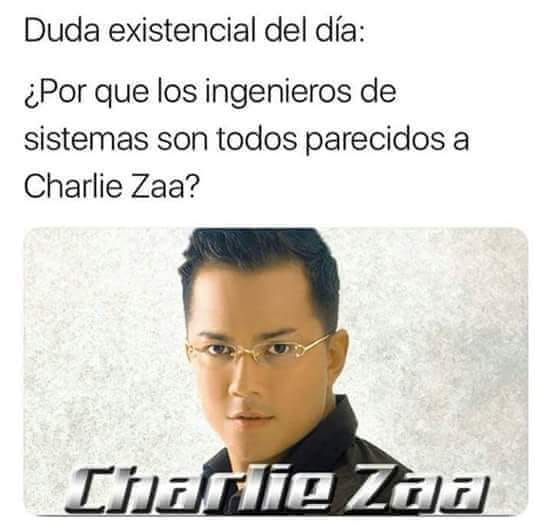 Duda existencial del día:
¿Por que los ingenieros de
sistemas son todos parecidos a
Charlie Zaa?
Charlie Zaa